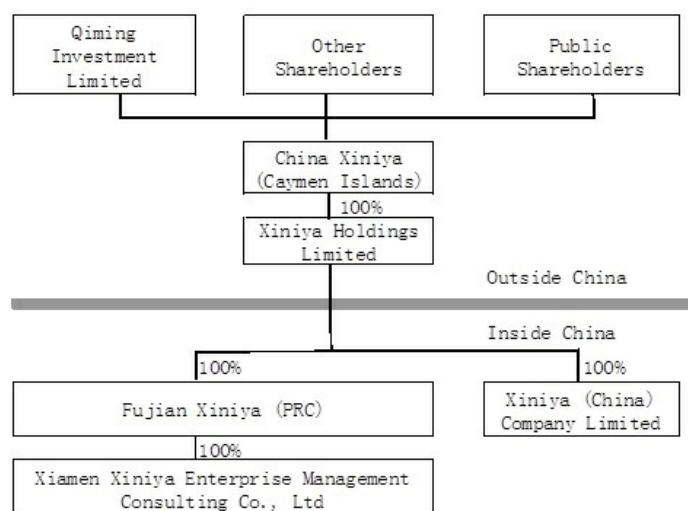 Qiming
Investment
Limited
Other
Shareholders
Public
Shareholders
China Xiniya
(Caymen Islands)
100%
Xiniya Holdings
Limited
Outside China
Inside China
100%
100%
Fujian Xiniya (PRC)
Xiniya (China)
Company Limited
100%
Xiamen Xiniya Enterprise Management
Consulting Co., Ltd